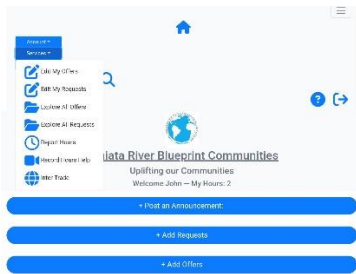 Account
Services
Edit My Offers
Edit My Requests
Explore All Offers
Explore All Requests
Report Hours
Record Hours Help
Inter Trade
iata River Blueprint Communities
Uplifting our Communities
Welcome John — My Hours: 2
+ Post an Announcement:
+ Add Requests
+ Add Offers